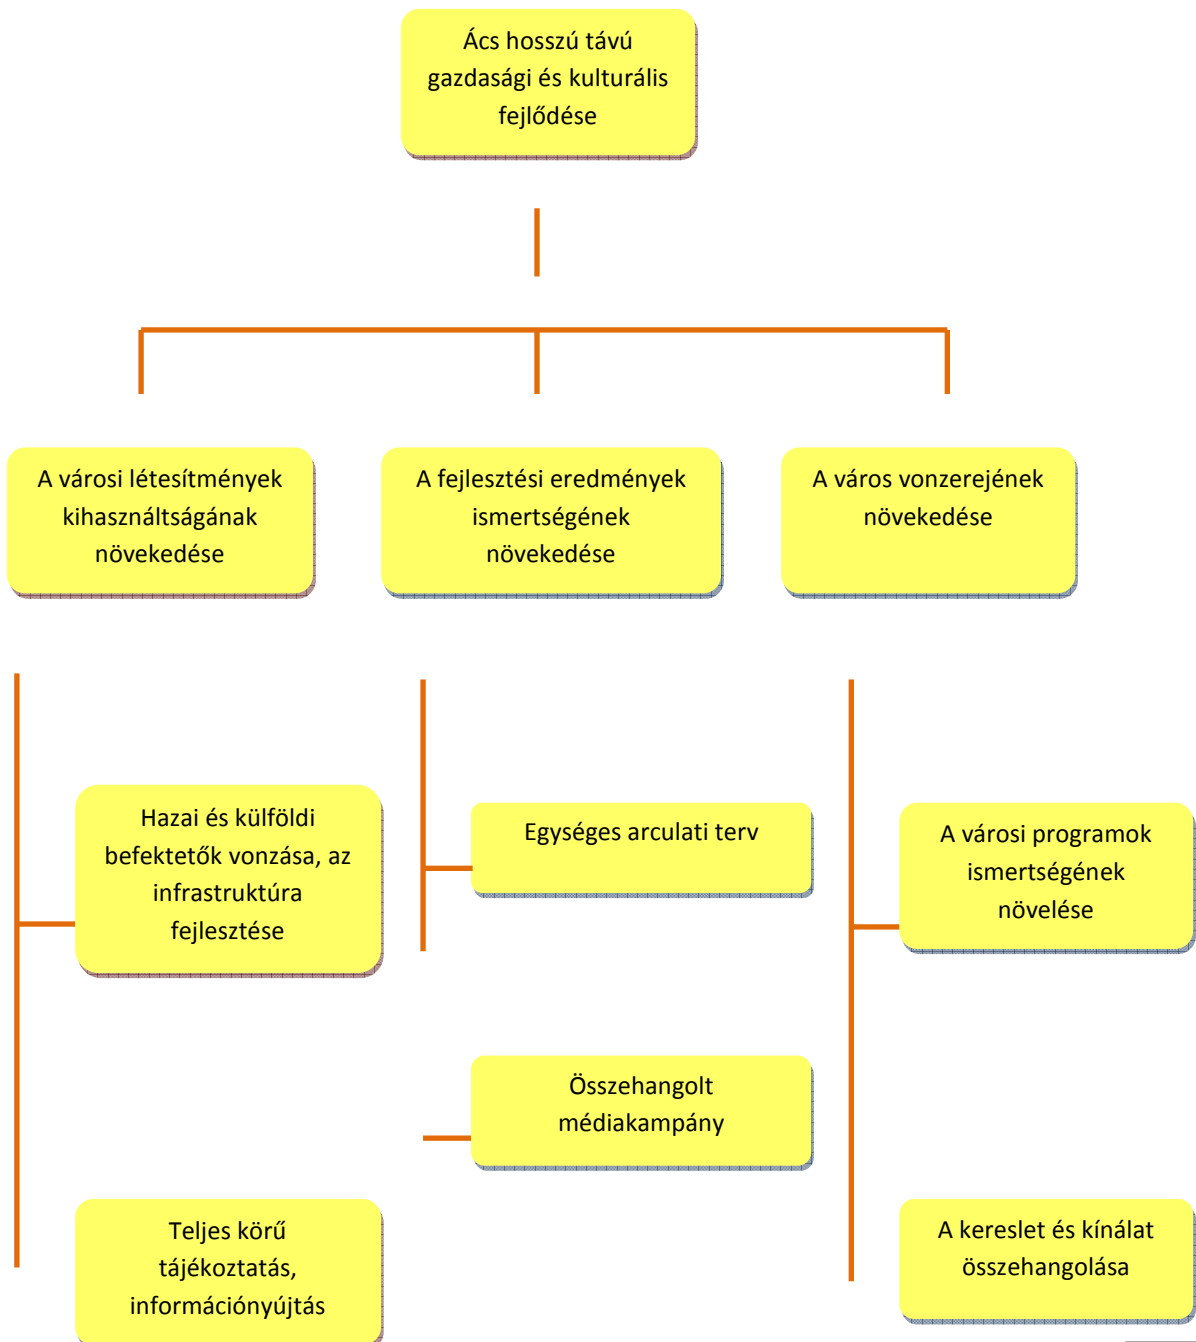 Ács hosszú távú
gazdasági és kulturális
fejlődése
A városi létesítmények
kihasználtságának
növekedése
A fejlesztési eredmények
ismertségének
növekedése
A város vonzerejének
növekedése
Hazai és külföldi
befektetők vonzása, az
infrastruktúra
fejlesztése
Egységes arculati terv
A városi programok
ismertségének
növelése
Összehangolt
médiakampány
Teljes körű
tájékoztatás,
információnyújtás
A kereslet és kínálat
összehangolása